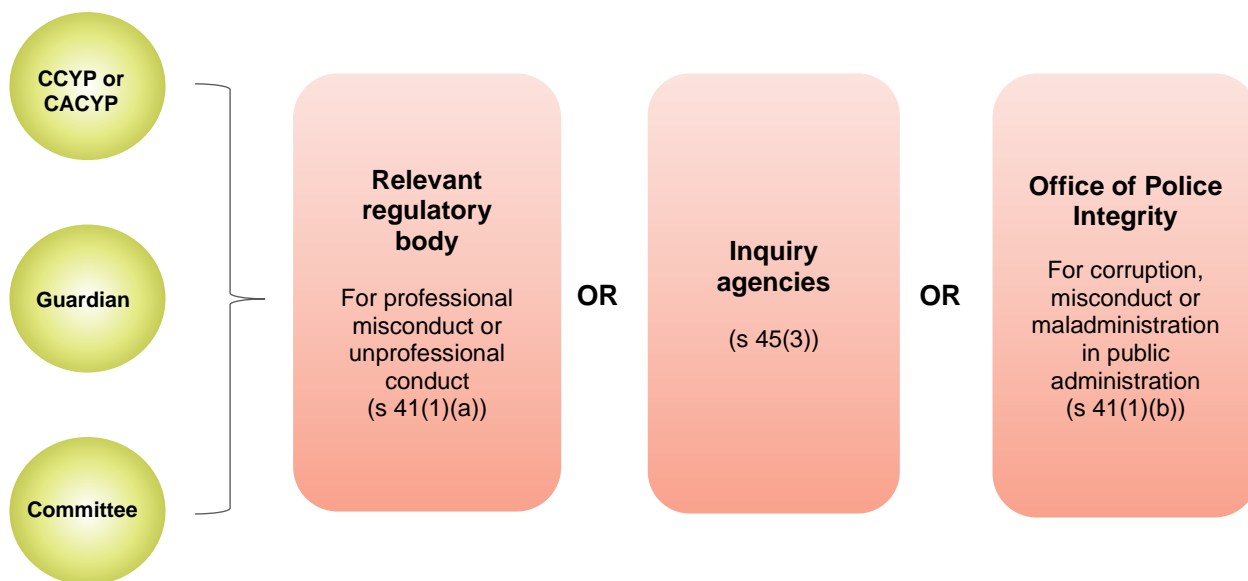 CCYP or
CACYP
Guardian
Committee
Relevant
regulatory
body
For professional
misconduct or
unprofessional
conduct
(s 41(1)(a))
OR
Inquiry
agencies
(s 45(3))
OR
Office of Police
Integrity
For corruption,
misconduct or
maladministration
in public
administration
(s 41(1)(b))